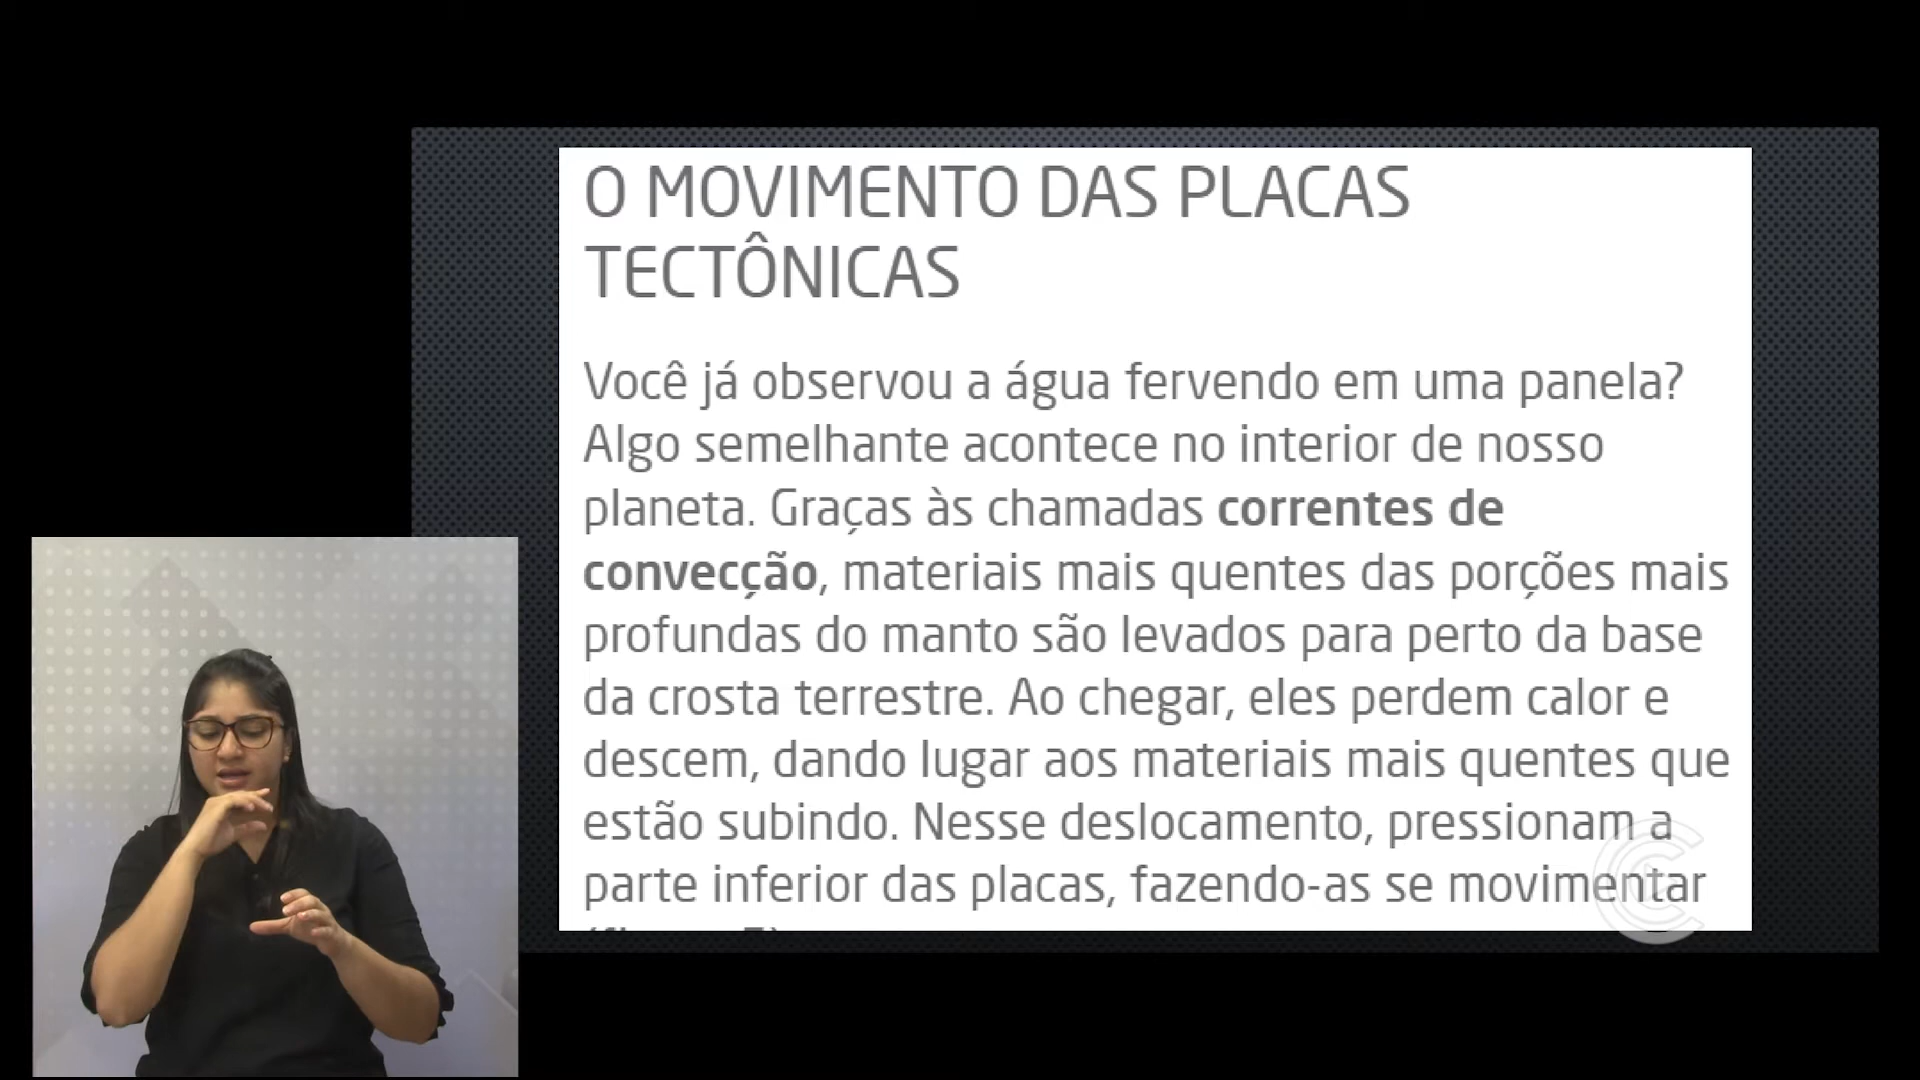 O MOVIMENTO DAS PLACAS
TECTÔNICAS
Você já observou a água fervendo em uma panela?
Algo semelhante acontece no interior de nosso
planeta. Graças às chamadas correntes de
convecção, materiais mais quentes das porções mais
profundas do manto são levados para perto da base
da crosta terrestre. Ao chegar, eles perdem calor e
descem, dando lugar aos materiais mais quentes que
estão subindo. Nesse deslocamento, pressionam a
parte inferior das placas, fazendo-as se movimentar